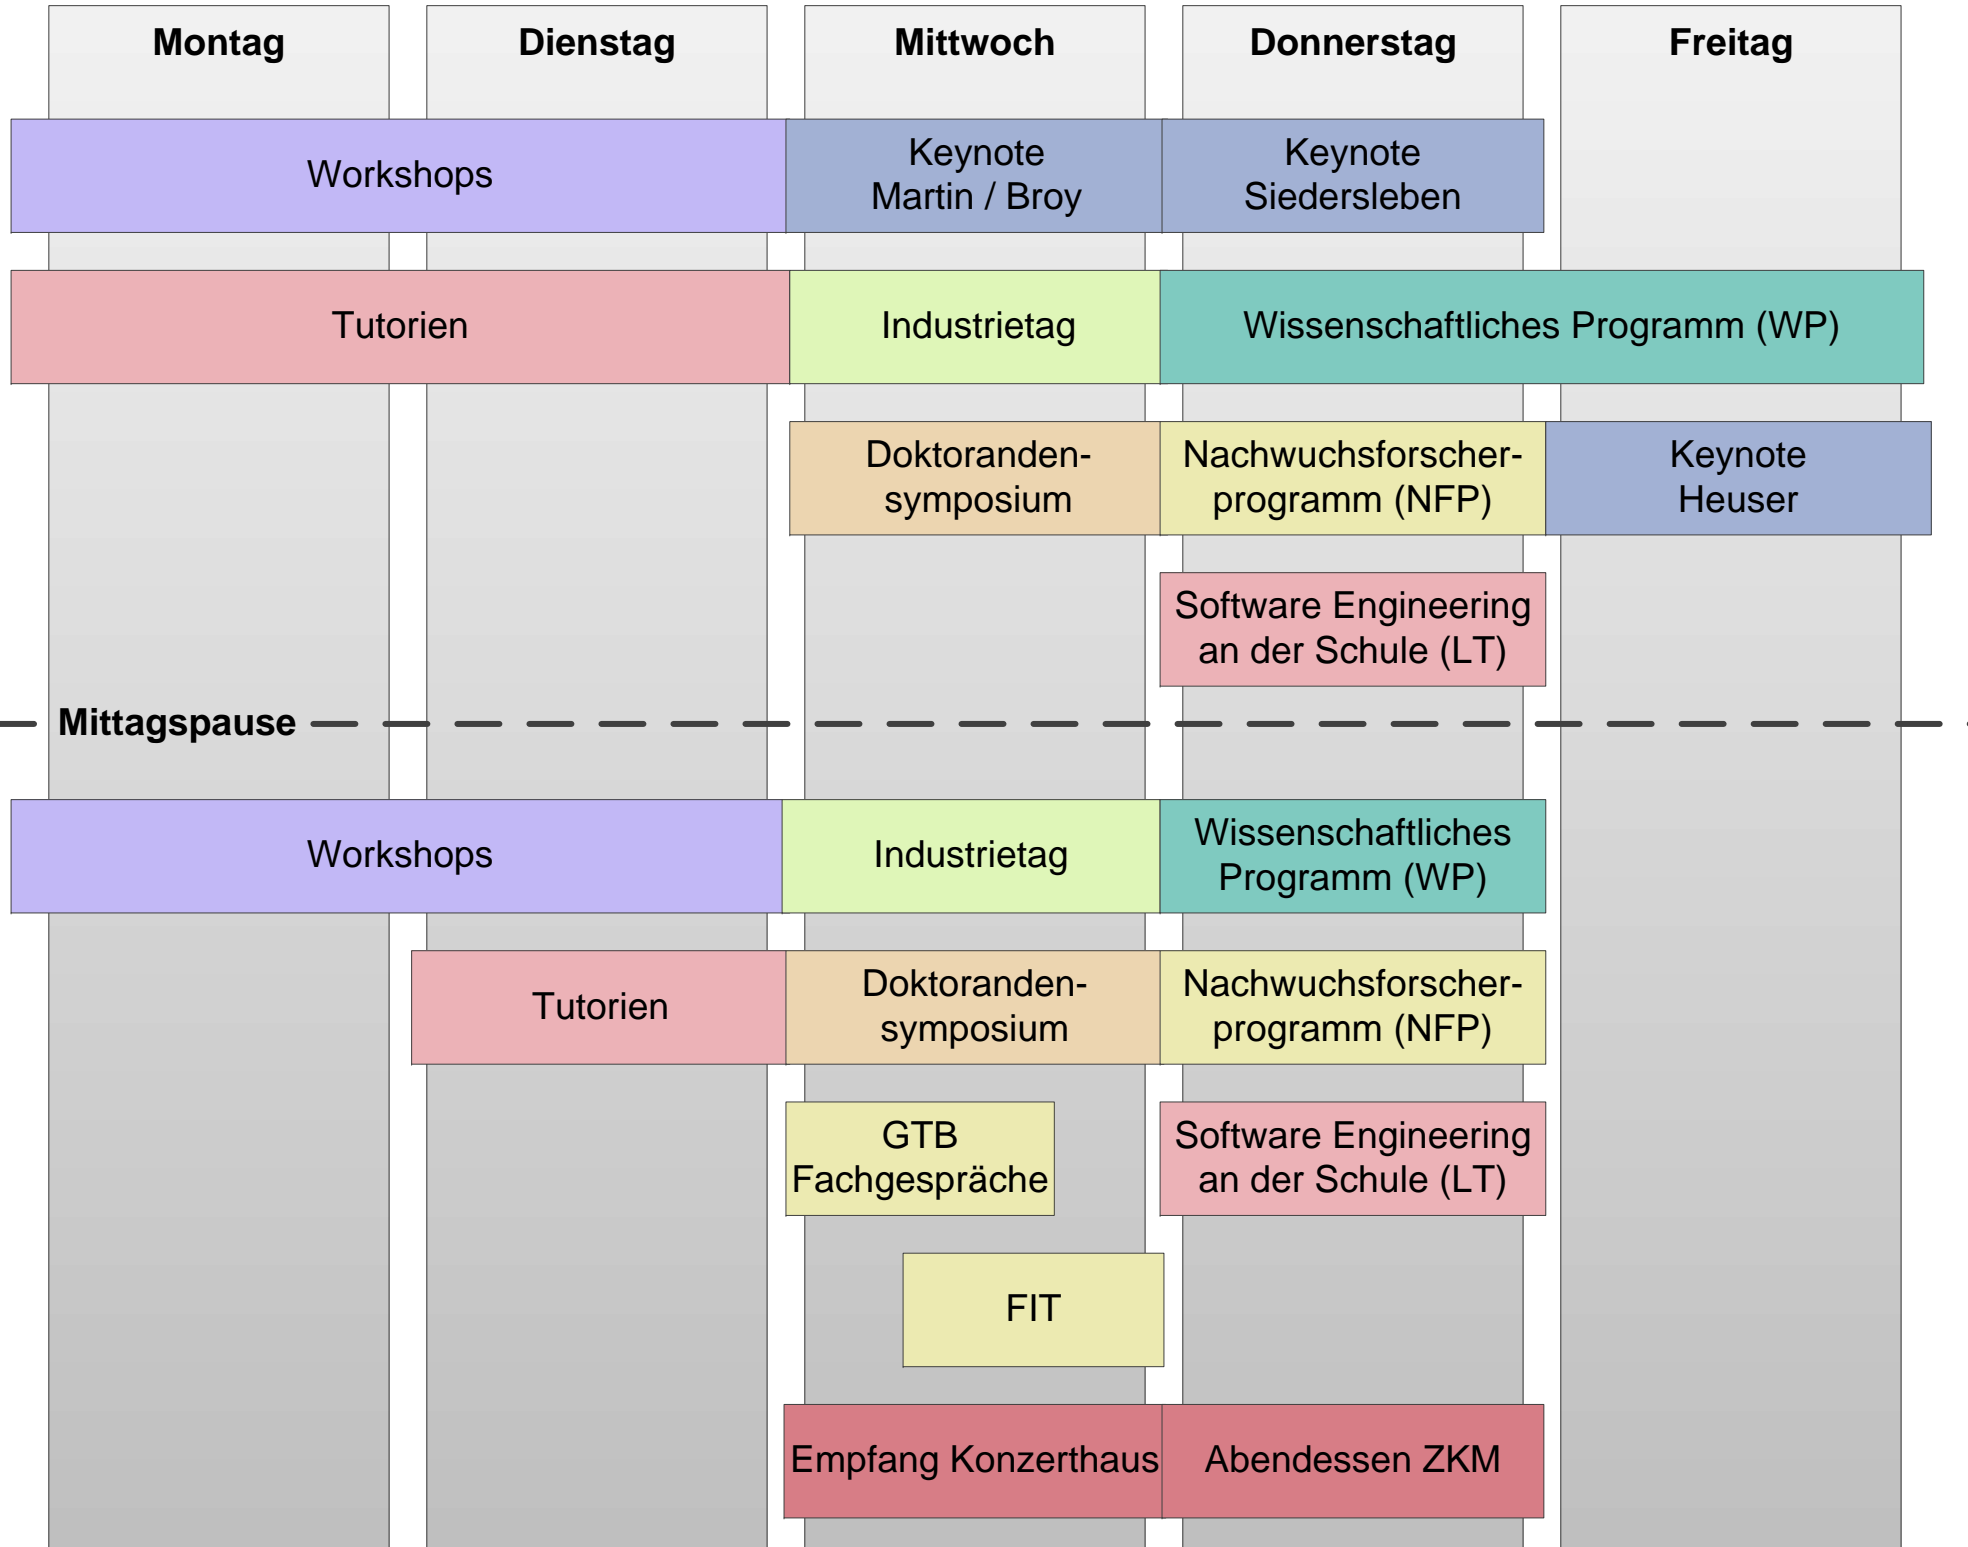 Montag
Dienstag
Mittwoch
Donnerstag
Freitag
Workshops
Keynote
Martin / Broy
Keynote
Siedersleben
Tutorien
Industrietag
Wissenschaftliches Programm (WP)
Doktoranden-
symposium
Nachwuchsforscher-
programm (NFP)
Keynote
Heuser
Software Engineering
an der Schule (LT)
Mittagspause
Workshops
Industrietag
Wissenschaftliches
Programm (WP)
Tutorien
Doktoranden-
symposium
Nachwuchsforscher-
programm (NFP)
GTB
Fachgespräche
Software Engineering
an der Schule (LT)
FIT
Empfang Konzerthaus
Abendessen ZKM